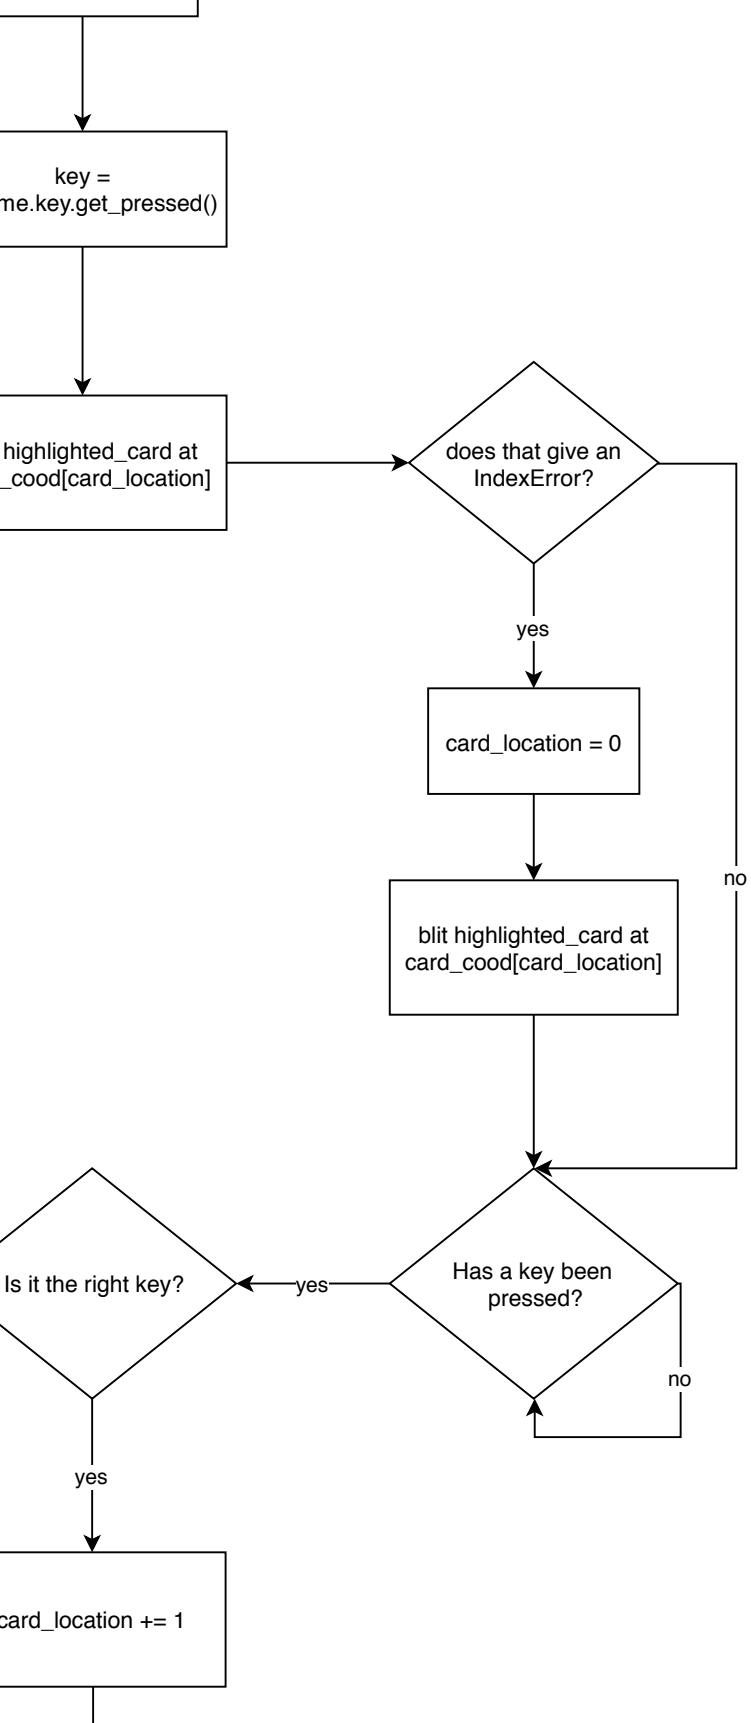 key =
me.key.get_pressed()
highlighted_card at
_cood[card_location]
does that give an
IndexError?
yes
card_location = 0
no
blit highlighted_card at
card_cood[card_location]
Is it the right key?
yes
Has a key been
pressed?
no
yes
card_location += 1